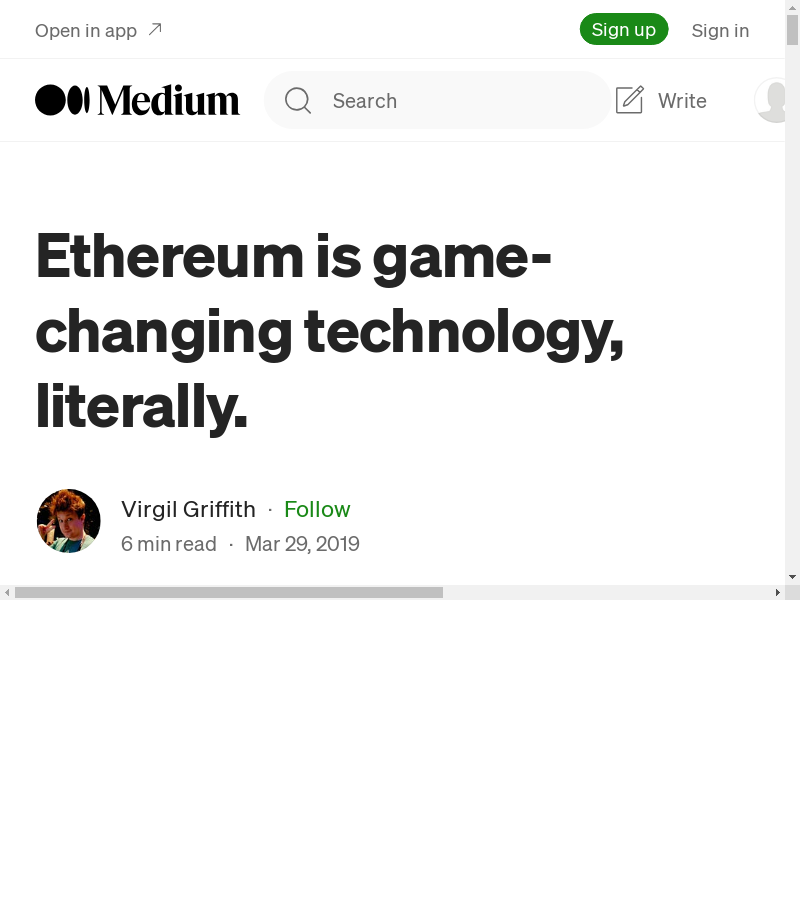 Open in app
Sign up
Sign in
Medium
Search
Write
Ethereum is game-
changing technology,
literally.
Virgil Griffith · Follow
6 min read · Mar 29, 2019